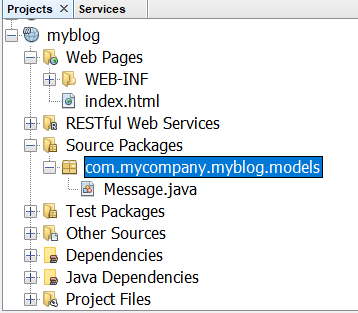 Projects × Services
myblog
Web Pages
WEB-INF
index.html
RESTful Web Services
Source Packages
com.mycompany.myblog.models
Message.java
Test Packages
Other Sources
Dependencies
Java Dependencies
Project Files